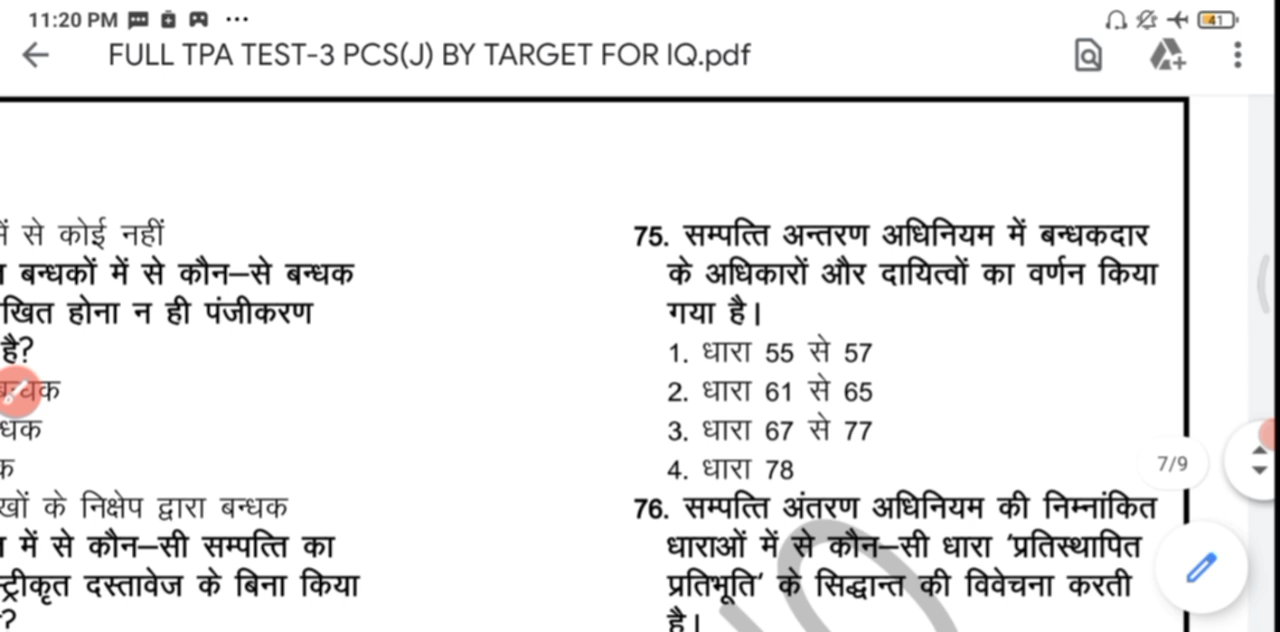 11:20 PM
41
FULL TPA TEST-3 PCS(J) BY TARGET FOR IQ.pdf
में से कोई नहीं
बन्धकों में से कौन–से बन्धक
होना न ही पंजीकरण
है?
बन्धक
निक्षेप द्वारा बन्धक
में से कौन–सी सम्पत्ति का
दस्तावेज के बिना किया
?
75. सम्पत्ति अन्तरण अधिनियम में बन्धकदार
के अधिकारों और दायित्वों का वर्णन किया
गया है।
1. धारा 55 से 57
2. धारा 61 से 65
3. धारा 67 से 77
4. धारा 78
76. सम्पत्ति अंतरण अधिनियम की निम्नांकित
धाराओं में से कौन–सी धारा ‘प्रतिस्थापित
प्रतिभूति’ के सिद्धान्त की विवेचना करती
है।
7/9